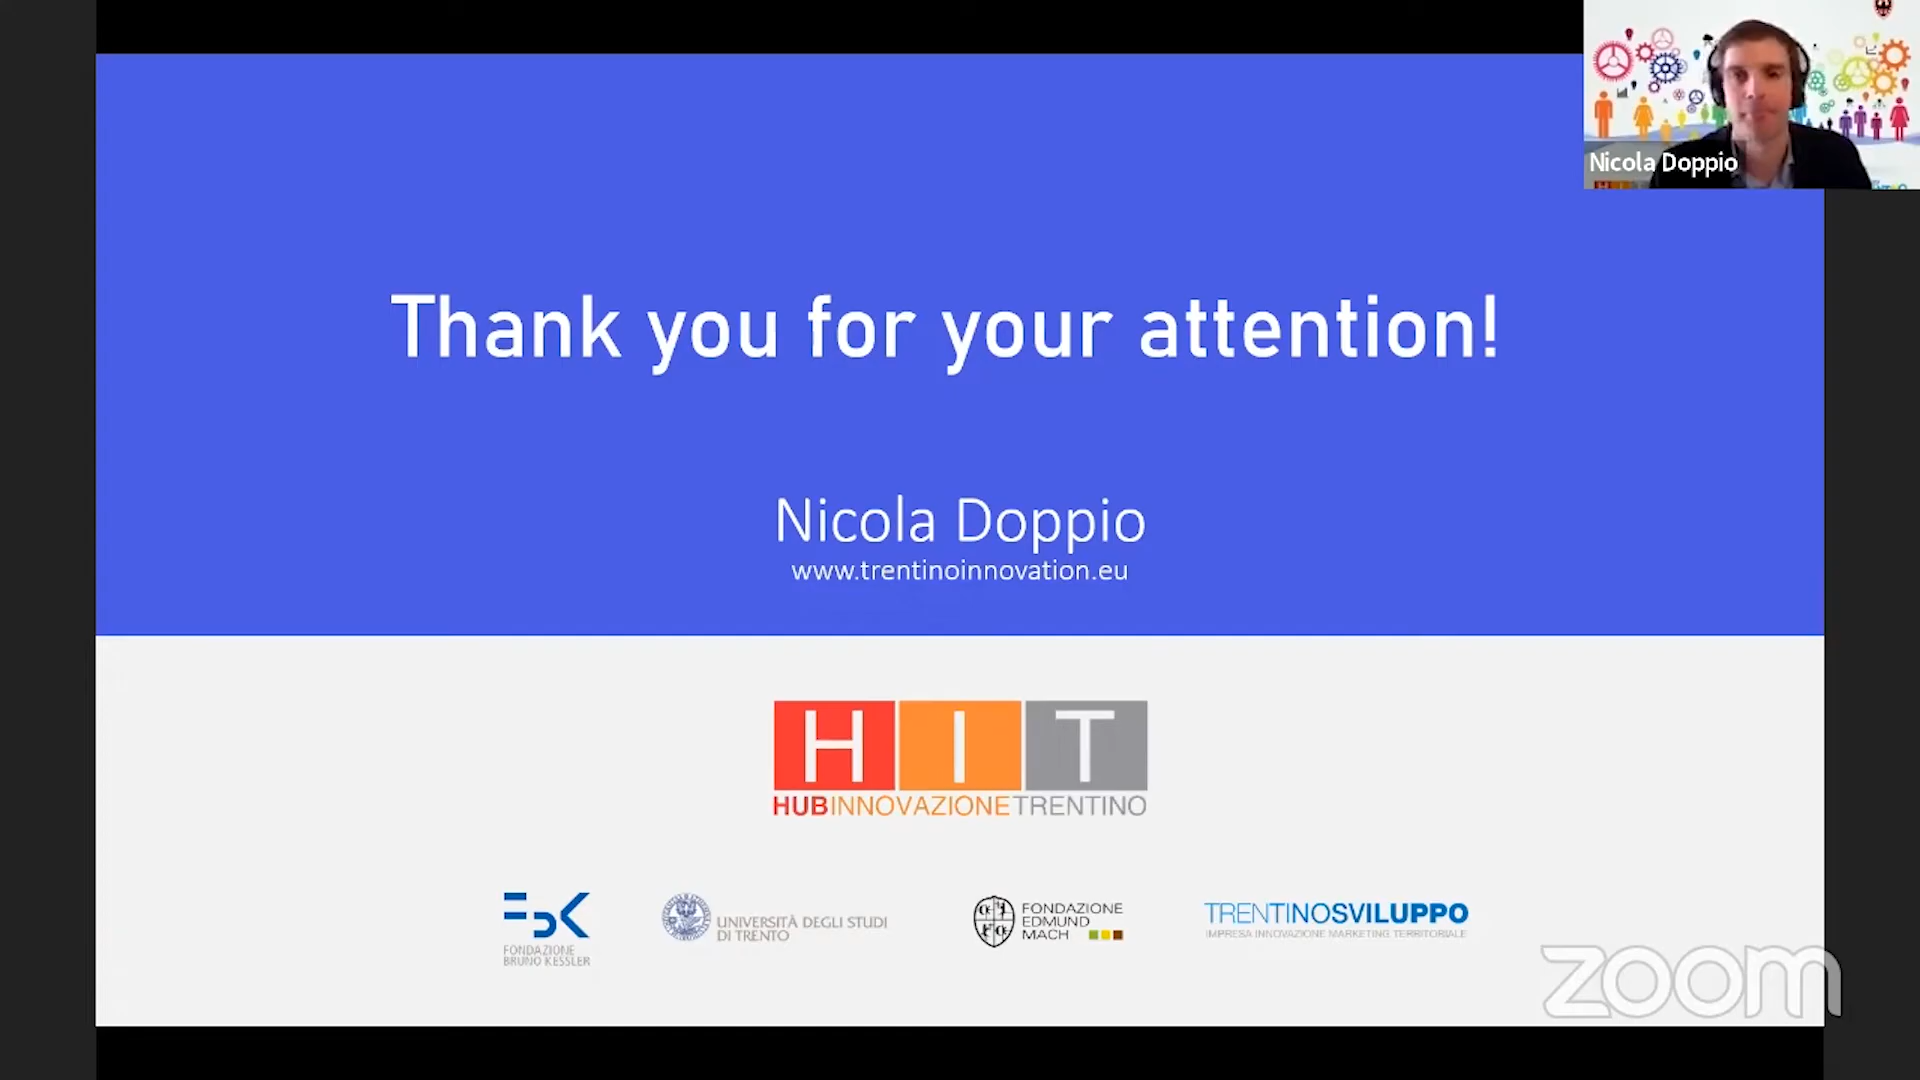 Nicola Doppio
Thank you for your attention!
Nicola Doppio
www.trentinoinnovation.eu
HIT
HUBINNOVAZIONETRENTINO
FBK
FONDAZIONE
BRUNO KESSLER
UNIVERSITÀ DEGLI STUDI
DI TRENTO
FONDAZIONE
EDMUND
MACH
TRENTINOSVILUPPO
IMPRESA INNOVAZIONE MARKETING TERRITORIALE
zoom